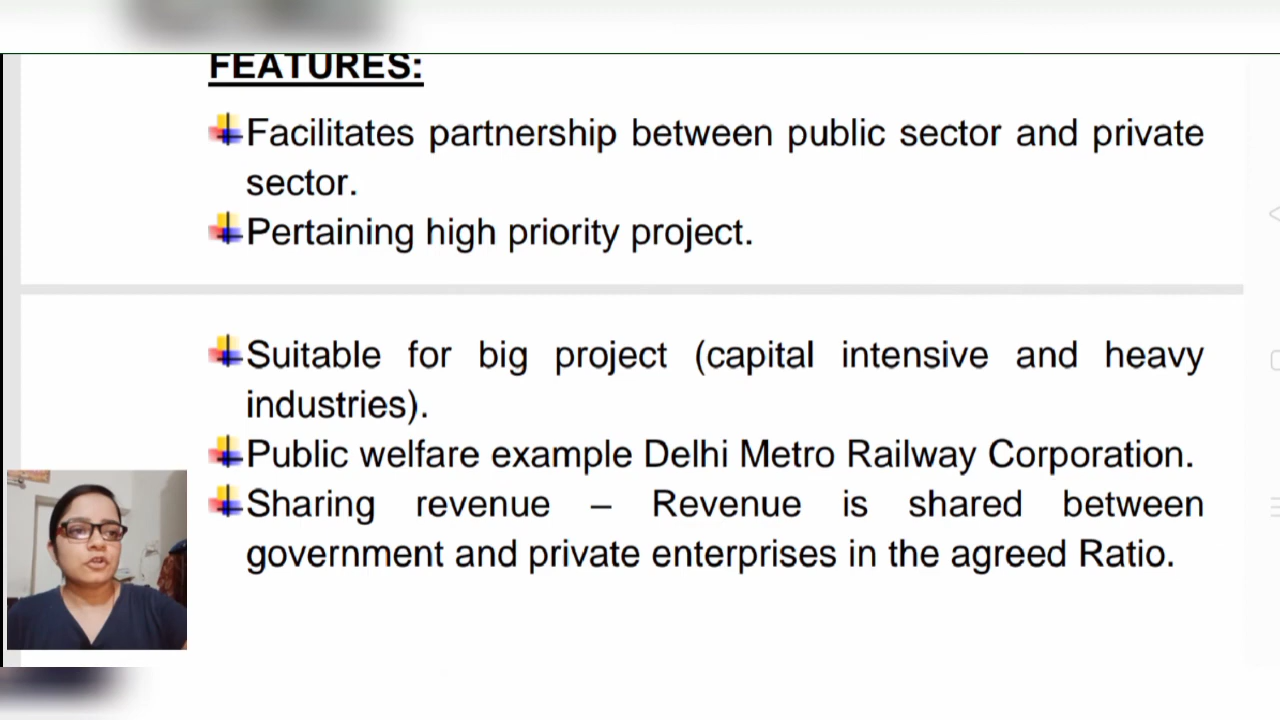 FEATURES:
Facilitates partnership between public sector and private
sector.
Pertaining high priority project.
Suitable for big project (capital intensive and heavy
industries).
Public welfare example Delhi Metro Railway Corporation.
Sharing revenue – Revenue is shared between
government and private enterprises in the agreed Ratio.